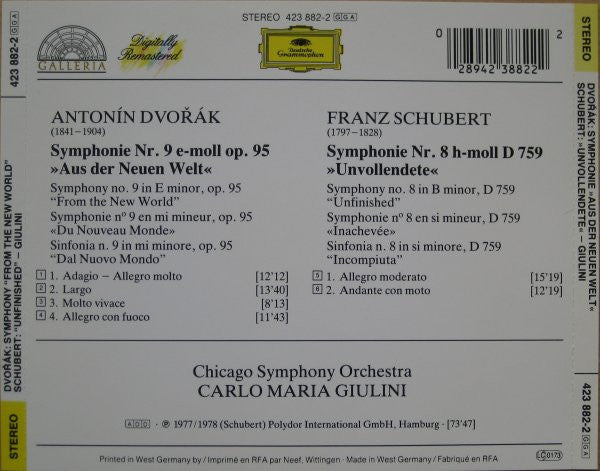 STEREO 423 882-2 GGA
GALLERIA
Digitally
Remastered
Deutsche
Grammophon
0
28942 38822
2
ANTONÍN DVOŘÁK
(1841–1904)
Symphonie Nr. 9 e-moll op. 95
»Aus der Neuen Welt«
Symphony no. 9 in E minor, op. 95
“From the New World”
Symphonie nº 9 en mi mineur, op. 95
«Du Nouveau Monde»
Sinfonia n. 9 in mi minore, op. 95
“Dal Nuovo Mondo”
1 1. Adagio – Allegro molto [12'12]
2 2. Largo [13'40]
3 3. Molto vivace [8'13]
4 4. Allegro con fuoco [11'43]
FRANZ SCHUBERT
(1797–1828)
Symphonie Nr. 8 h-moll D 759
»Unvollendete«
Symphony no. 8 in B minor, D 759
“Unfinished”
Symphonie nº 8 en si mineur, D 759
«Inachevée»
Sinfonia n. 8 in si minore, D 759
“Incompiuta”
5 1. Allegro moderato [15'19]
6 2. Andante con moto [12'19]
Chicago Symphony Orchestra
CARLO MARIA GIULINI
ADD · ℗ 1977/1978 (Schubert) Polydor International GmbH, Hamburg · [73'47]
Printed in West Germany by / Imprimé en RFA par Neef, Wittingen · Made in West Germany / Fabriqué en RFA
LC 0173
STEREO
DVOŘÁK: SYMPHONY “FROM THE NEW WORLD”
SCHUBERT: “UNFINISHED” – GIULINI
423 882-2 GGA
STEREO
DVOŘÁK: SYMPHONIE »AUS DER NEUEN WELT«
SCHUBERT: »UNVOLLENDETE« – GIULINI
423 882-2 GGA